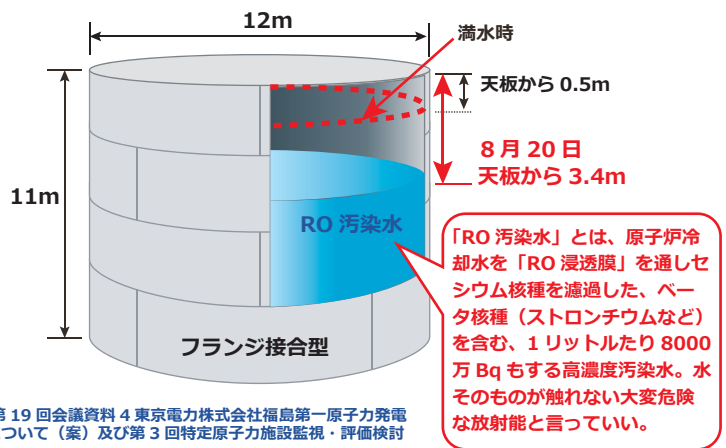 12m
満水時
天板から 0.5m
8 月 20 日
天板から 3.4m
11m
RO 汚染水
「RO 汚染水」とは、原子炉冷
却水を「RO 浸透膜」を通しセ
シウム核種を濾過した、ベー
タ核種（ストロンチウムなど）
を含む、1 リットルたり 8000
万 Bq もする高濃度汚染水。水
そのものが触れない大変危険
な放射能と言っていい。
フランジ接合型
第 19 回会議資料 4 東京電力株式会社福島第一原子力発電
ついて（案）及び第 3 回特定原子力施設監視・評価検討